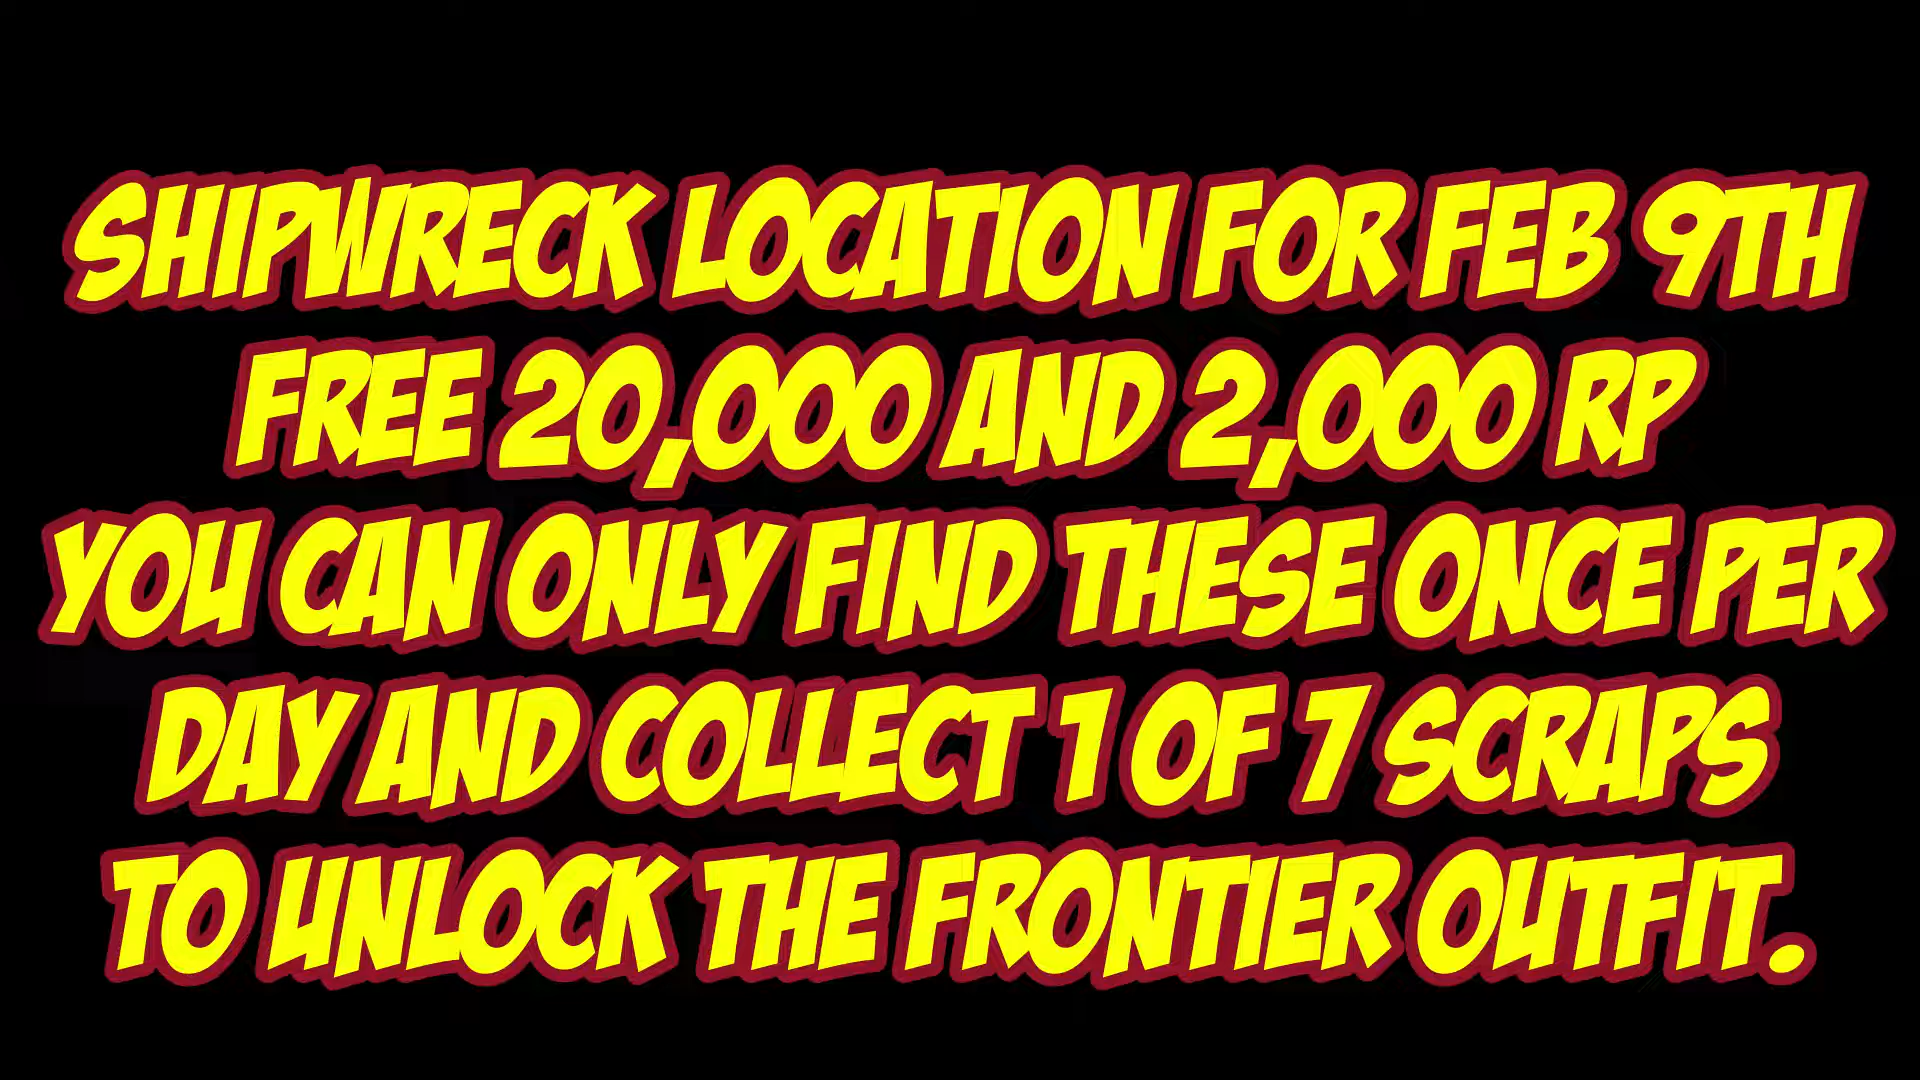 SHIPWRECK LOCATION FOR FEB 9TH
FREE 20,000 AND 2,000 RP
YOU CAN ONLY FIND THESE ONCE PER
DAY AND COLLECT 1 OF 7 SCRAPS
TO UNLOCK THE FRONTIER OUTFIT.